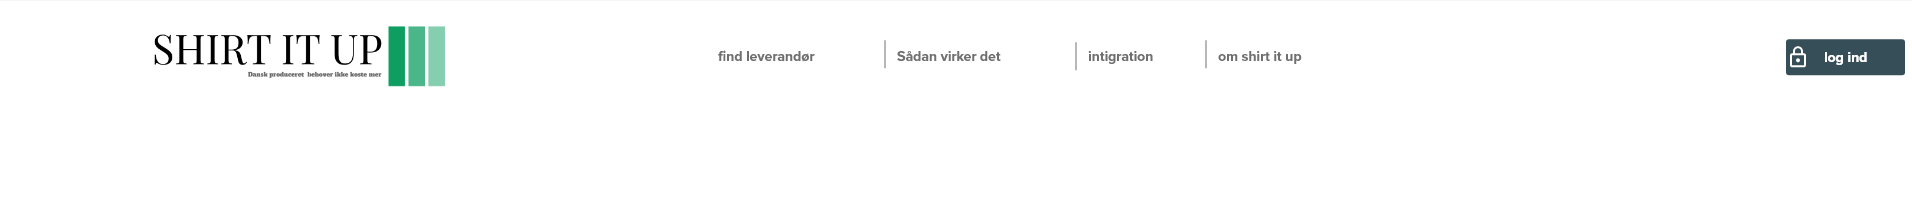 SHIRT IT UP
Dansk produceret behøver ikke koste mer
find leverandør
Sådan virker det
intigration
om shirt it up
log ind